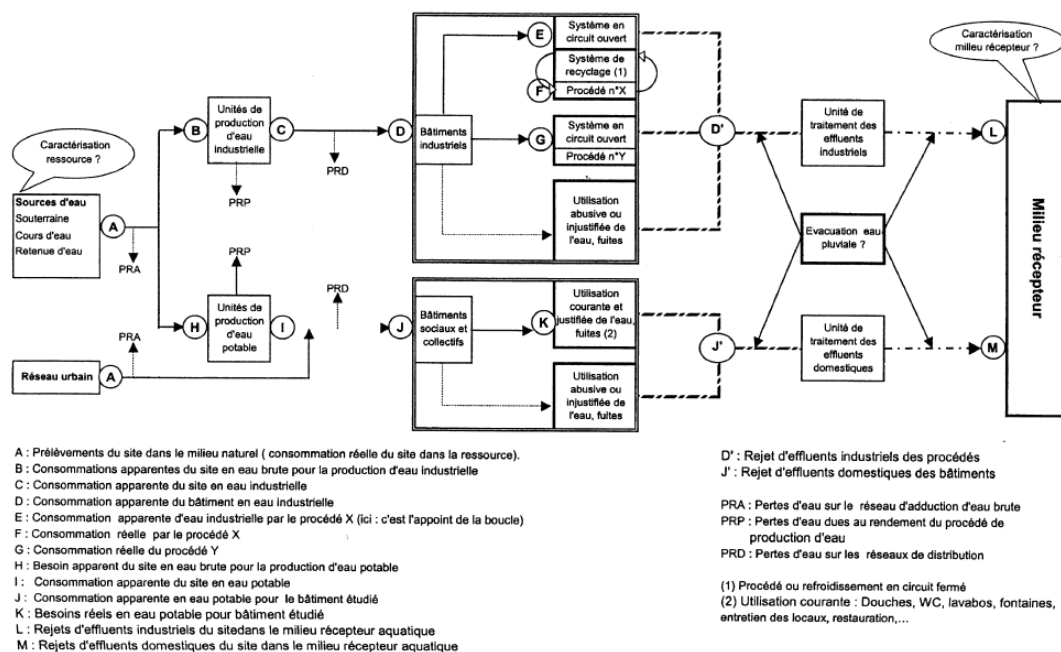 Caractérisation
ressource ?
Sources d'eau
Souterraine
Cours d'eau
Retenue d'eau
A
PRA
Réseau urbain
A
PRA
B
Unités de
production
d'eau
industrielle
C
PRP
PRD
PRP
H
Unités de
production
d'eau
potable
I
PRD
D
Bâtiments
industriels
E
Système en
circuit ouvert
Système de
recyclage (1)
F
Procédé n°X
G
Système en
circuit ouvert
Procédé n°Y
Utilisation
abusive ou
injustifiée de
l'eau, fuites
J
Bâtiments
sociaux et
collectifs
K
Utilisation
courante et
justifiée de l'eau,
fuites (2)
Utilisation
abusive ou
injustifiée de
l'eau, fuites
D'
J'
Unité de
traitement des
effluents
industriels
Evacuation eau
pluviale ?
Unité de
traitement des
effluents
domestiques
Caractérisation
milieu récepteur ?
L
M
Milieu récepteur
A : Prélèvements du site dans le milieu naturel ( consommation réelle du site dans la ressource).
B : Consommations apparentes du site en eau brute pour la production d'eau industrielle
C : Consommation apparente du site en eau industrielle
D : Consommation apparente du bâtiment en eau industrielle
E : Consommation apparente d'eau industrielle par le procédé X (ici : c'est l'appoint de la boucle)
F : Consommation réelle par le procédé X
G : Consommation réelle du procédé Y
H : Besoin apparent du site en eau brute pour la production d'eau potable
I : Consommation apparente du site en eau potable
J : Consommation apparente en eau potable pour le bâtiment étudié
K : Besoins réels en eau potable pour bâtiment étudié
L : Rejets d'effluents industriels du sitedans le milieu récepteur aquatique
M : Rejets d'effluents domestiques du site dans le milieu récepteur aquatique
D' : Rejet d'effluents industriels des procédés
J' : Rejet d'effluents domestiques des bâtiments
PRA : Pertes d'eau sur le réseau d'adduction d'eau brute
PRP : Pertes d'eau dues au rendement du procédé de
production d'eau
PRD : Pertes d'eau sur les réseaux de distribution
(1) Procédé ou refroidissement en circuit fermé
(2) Utilisation courante : Douches, WC, lavabos, fontaines,
entretien des locaux, restauration,...